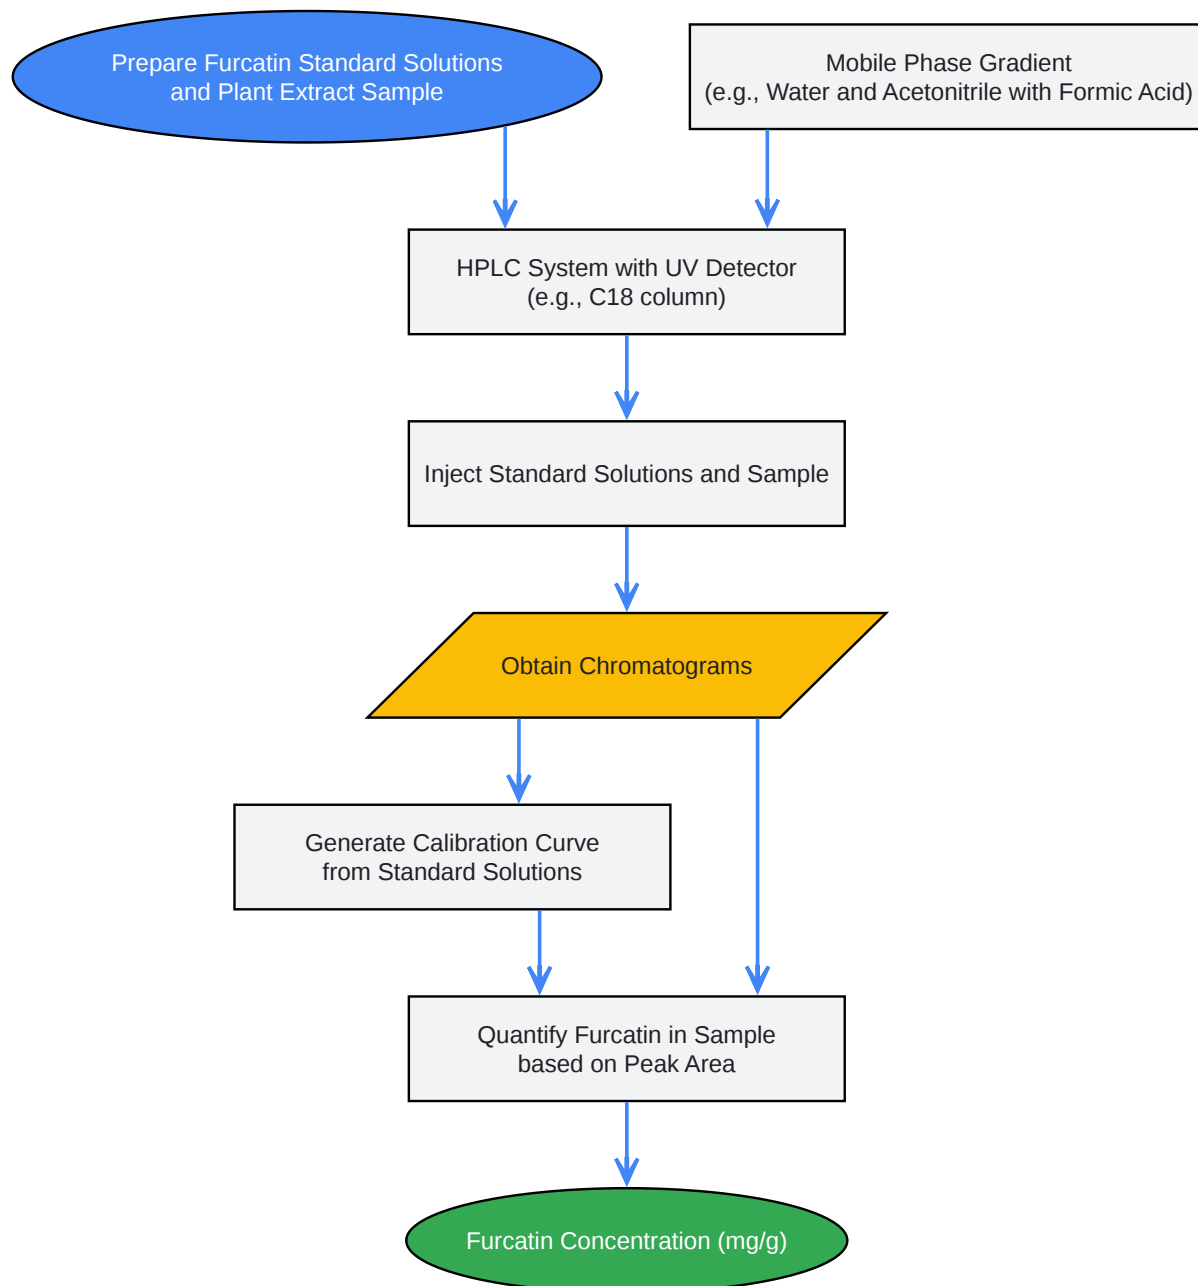 Prepare Furcatin Standard Solutions
and Plant Extract Sample
Mobile Phase Gradient
(e.g., Water and Acetonitrile with Formic Acid)
HPLC System with UV Detector
(e.g., C18 column)
Inject Standard Solutions and Sample
Obtain Chromatograms
Generate Calibration Curve
from Standard Solutions
Quantify Furcatin in Sample
based on Peak Area
Furcatin Concentration (mg/g)